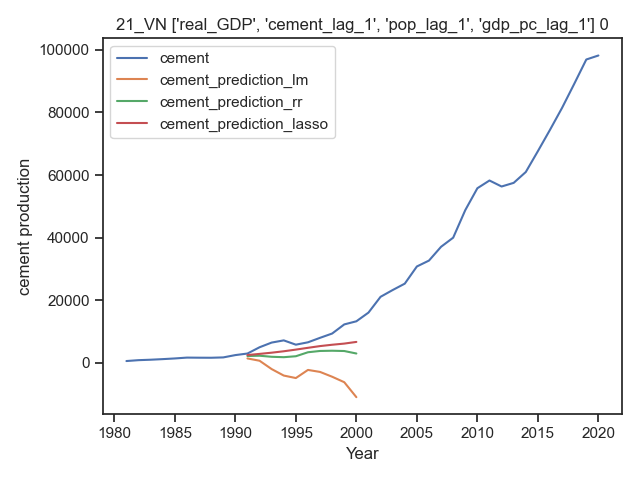 21_VN ['real_GDP', 'cement_lag_1', 'pop_lag_1', 'gdp_pc_lag_1'] 0
cement
cement_prediction_lm
cement_prediction_rr
cement_prediction_lasso
cement production
100000
80000
60000
40000
20000
0
1980 1985 1990 1995 2000 2005 2010 2015 2020
Year